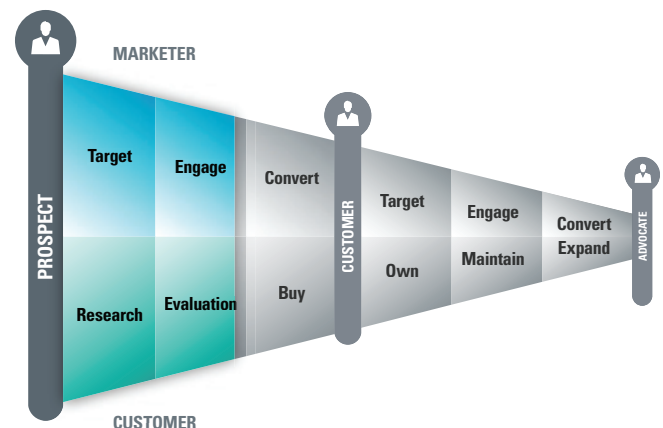 MARKETER
PROSPECT
Target
Engage
Convert
CUSTOMER
Target
Engage
Convert
ADVOCATE
Research
Evaluation
Buy
Own
Maintain
Expand
CUSTOMER